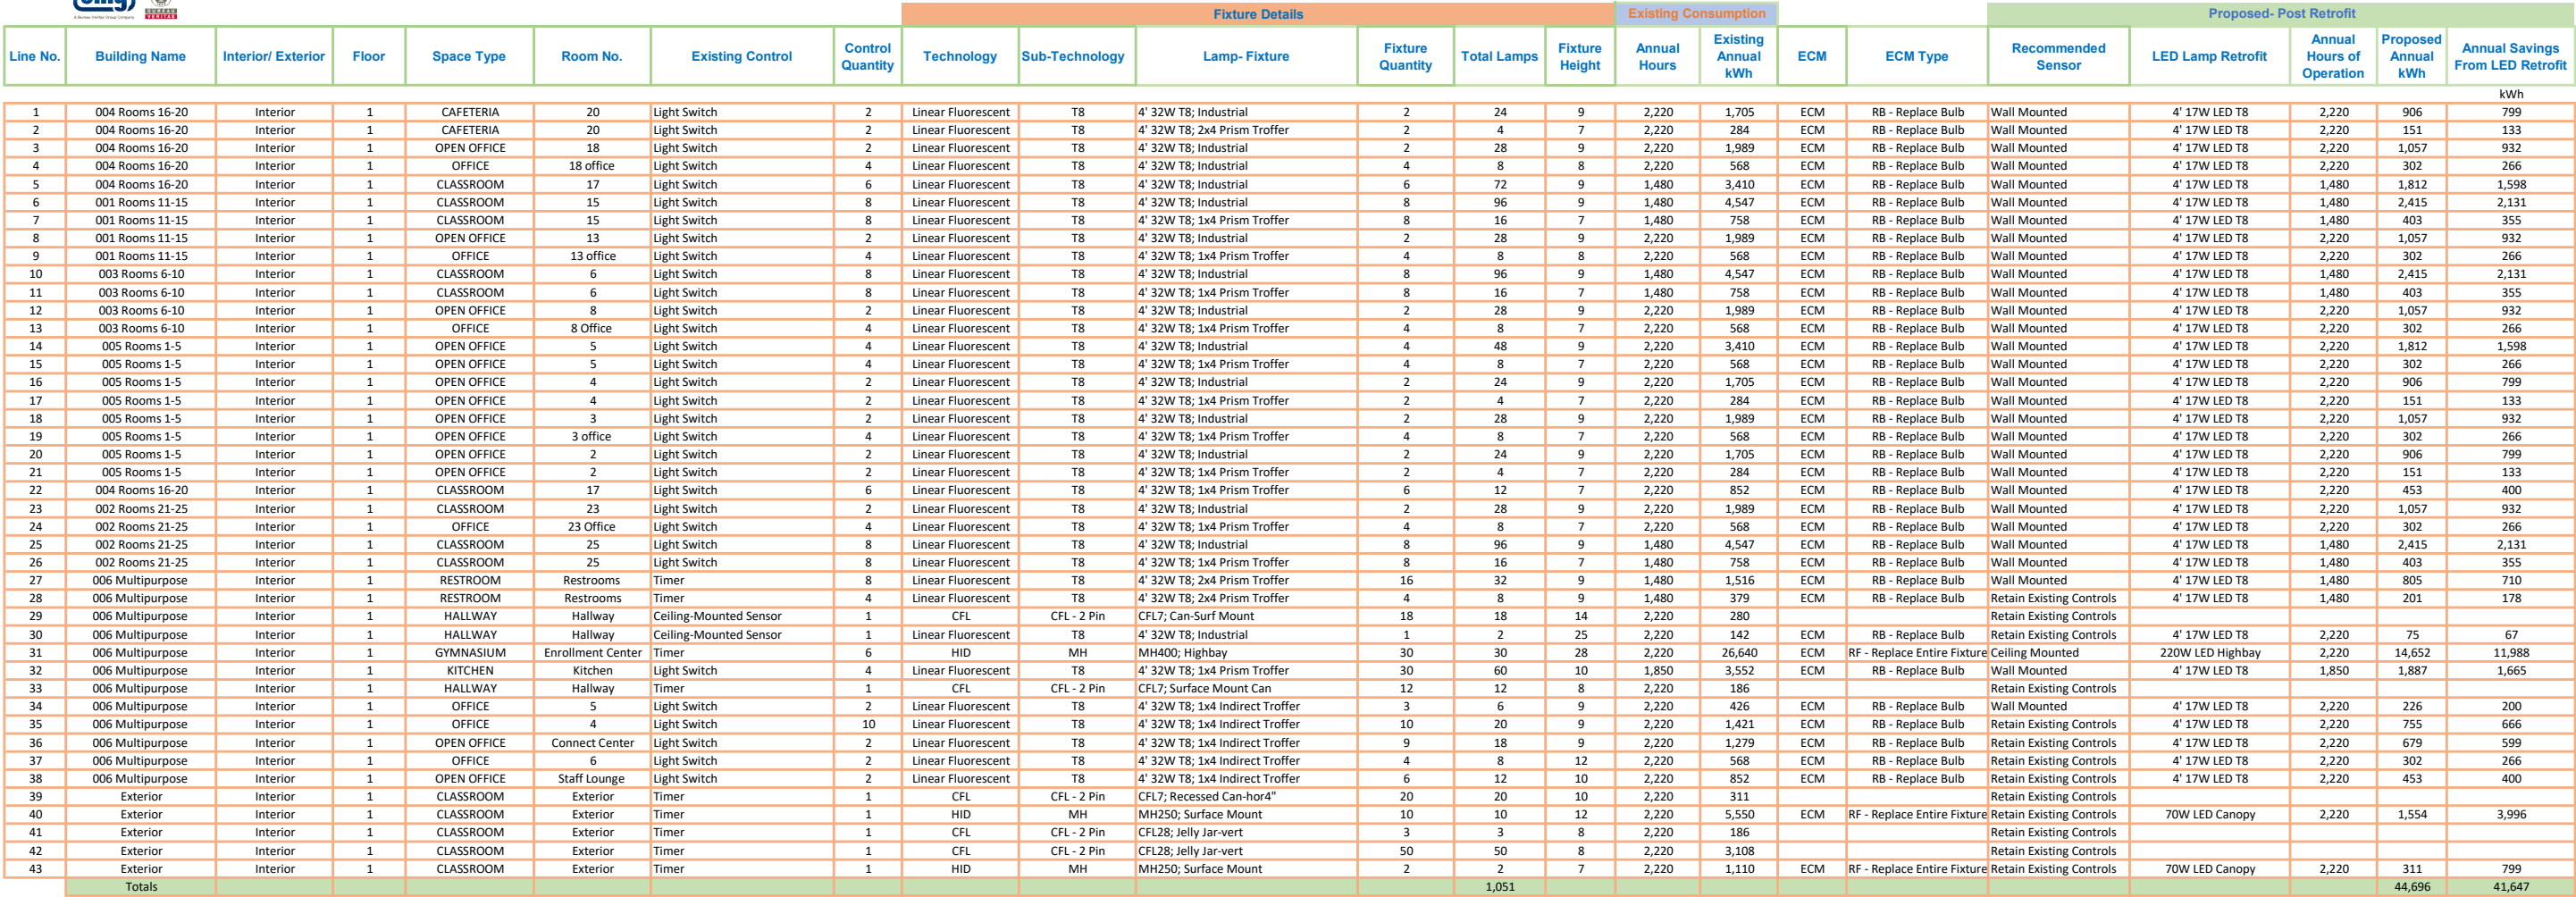 A Bureau Veritas Group Company
BUREAU VERITAS
Fixture Details Existing Consumption Proposed- Post Retrofit
Line No. Building Name Interior/ Exterior Floor Space Type Room No. Existing Control Control Quantity Technology Sub-Technology Lamp- Fixture Fixture Quantity Total Lamps Fixture Height Annual Hours Existing Annual kWh ECM ECM Type Recommended Sensor LED Lamp Retrofit Annual Hours of Operation Proposed Annual kWh Annual Savings From LED Retrofit
kWh
1 004 Rooms 16-20 Interior 1 CAFETERIA 20 Light Switch 2 Linear Fluorescent T8 4' 32W T8; Industrial 2 24 9 2,220 1,705 ECM RB - Replace Bulb Wall Mounted 4' 17W LED T8 2,220 906 799
2 004 Rooms 16-20 Interior 1 CAFETERIA 20 Light Switch 2 Linear Fluorescent T8 4' 32W T8; 2x4 Prism Troffer 2 4 7 2,220 284 ECM RB - Replace Bulb Wall Mounted 4' 17W LED T8 2,220 151 133
3 004 Rooms 16-20 Interior 1 OPEN OFFICE 18 Light Switch 2 Linear Fluorescent T8 4' 32W T8; Industrial 2 28 9 2,220 1,989 ECM RB - Replace Bulb Wall Mounted 4' 17W LED T8 2,220 1,057 932
4 004 Rooms 16-20 Interior 1 OFFICE 18 office Light Switch 4 Linear Fluorescent T8 4' 32W T8; Industrial 4 8 8 2,220 568 ECM RB - Replace Bulb Wall Mounted 4' 17W LED T8 2,220 302 266
5 004 Rooms 16-20 Interior 1 CLASSROOM 17 Light Switch 6 Linear Fluorescent T8 4' 32W T8; Industrial 6 72 9 1,480 3,410 ECM RB - Replace Bulb Wall Mounted 4' 17W LED T8 1,480 1,812 1,598
6 001 Rooms 11-15 Interior 1 CLASSROOM 15 Light Switch 8 Linear Fluorescent T8 4' 32W T8; Industrial 8 96 9 1,480 4,547 ECM RB - Replace Bulb Wall Mounted 4' 17W LED T8 1,480 2,415 2,131
7 001 Rooms 11-15 Interior 1 CLASSROOM 15 Light Switch 8 Linear Fluorescent T8 4' 32W T8; 1x4 Prism Troffer 8 16 7 1,480 758 ECM RB - Replace Bulb Wall Mounted 4' 17W LED T8 1,480 403 355
8 001 Rooms 11-15 Interior 1 OPEN OFFICE 13 Light Switch 2 Linear Fluorescent T8 4' 32W T8; Industrial 2 28 9 2,220 1,989 ECM RB - Replace Bulb Wall Mounted 4' 17W LED T8 2,220 1,057 932
9 001 Rooms 11-15 Interior 1 OFFICE 13 office Light Switch 4 Linear Fluorescent T8 4' 32W T8; 1x4 Prism Troffer 4 8 8 2,220 568 ECM RB - Replace Bulb Wall Mounted 4' 17W LED T8 2,220 302 266
10 003 Rooms 6-10 Interior 1 CLASSROOM 6 Light Switch 8 Linear Fluorescent T8 4' 32W T8; Industrial 8 96 9 1,480 4,547 ECM RB - Replace Bulb Wall Mounted 4' 17W LED T8 1,480 2,415 2,131
11 003 Rooms 6-10 Interior 1 CLASSROOM 6 Light Switch 8 Linear Fluorescent T8 4' 32W T8; 1x4 Prism Troffer 8 16 7 1,480 758 ECM RB - Replace Bulb Wall Mounted 4' 17W LED T8 1,480 403 355
12 003 Rooms 6-10 Interior 1 OPEN OFFICE 8 Light Switch 2 Linear Fluorescent T8 4' 32W T8; Industrial 2 28 9 2,220 1,989 ECM RB - Replace Bulb Wall Mounted 4' 17W LED T8 2,220 1,057 932
13 003 Rooms 6-10 Interior 1 OFFICE 8 Office Light Switch 4 Linear Fluorescent T8 4' 32W T8; 1x4 Prism Troffer 4 8 7 2,220 568 ECM RB - Replace Bulb Wall Mounted 4' 17W LED T8 2,220 302 266
14 005 Rooms 1-5 Interior 1 OPEN OFFICE 5 Light Switch 4 Linear Fluorescent T8 4' 32W T8; Industrial 4 48 9 2,220 3,410 ECM RB - Replace Bulb Wall Mounted 4' 17W LED T8 2,220 1,812 1,598
15 005 Rooms 1-5 Interior 1 OPEN OFFICE 5 Light Switch 4 Linear Fluorescent T8 4' 32W T8; 1x4 Prism Troffer 4 8 7 2,220 568 ECM RB - Replace Bulb Wall Mounted 4' 17W LED T8 2,220 302 266
16 005 Rooms 1-5 Interior 1 OPEN OFFICE 4 Light Switch 2 Linear Fluorescent T8 4' 32W T8; Industrial 2 24 9 2,220 1,705 ECM RB - Replace Bulb Wall Mounted 4' 17W LED T8 2,220 906 799
17 005 Rooms 1-5 Interior 1 OPEN OFFICE 4 Light Switch 2 Linear Fluorescent T8 4' 32W T8; 1x4 Prism Troffer 2 4 7 2,220 284 ECM RB - Replace Bulb Wall Mounted 4' 17W LED T8 2,220 151 133
18 005 Rooms 1-5 Interior 1 OPEN OFFICE 3 Light Switch 2 Linear Fluorescent T8 4' 32W T8; Industrial 2 28 9 2,220 1,989 ECM RB - Replace Bulb Wall Mounted 4' 17W LED T8 2,220 1,057 932
19 005 Rooms 1-5 Interior 1 OPEN OFFICE 3 office Light Switch 4 Linear Fluorescent T8 4' 32W T8; 1x4 Prism Troffer 4 8 7 2,220 568 ECM RB - Replace Bulb Wall Mounted 4' 17W LED T8 2,220 302 266
20 005 Rooms 1-5 Interior 1 OPEN OFFICE 2 Light Switch 2 Linear Fluorescent T8 4' 32W T8; Industrial 2 24 9 2,220 1,705 ECM RB - Replace Bulb Wall Mounted 4' 17W LED T8 2,220 906 799
21 005 Rooms 1-5 Interior 1 OPEN OFFICE 2 Light Switch 2 Linear Fluorescent T8 4' 32W T8; 1x4 Prism Troffer 2 4 7 2,220 284 ECM RB - Replace Bulb Wall Mounted 4' 17W LED T8 2,220 151 133
22 004 Rooms 16-20 Interior 1 CLASSROOM 17 Light Switch 6 Linear Fluorescent T8 4' 32W T8; 1x4 Prism Troffer 6 12 7 2,220 852 ECM RB - Replace Bulb Wall Mounted 4' 17W LED T8 2,220 453 400
23 002 Rooms 21-25 Interior 1 CLASSROOM 23 Light Switch 2 Linear Fluorescent T8 4' 32W T8; Industrial 2 28 9 2,220 1,989 ECM RB - Replace Bulb Wall Mounted 4' 17W LED T8 2,220 1,057 932
24 002 Rooms 21-25 Interior 1 OFFICE 23 Office Light Switch 4 Linear Fluorescent T8 4' 32W T8; 1x4 Prism Troffer 4 8 7 2,220 568 ECM RB - Replace Bulb Wall Mounted 4' 17W LED T8 2,220 302 266
25 002 Rooms 21-25 Interior 1 CLASSROOM 25 Light Switch 8 Linear Fluorescent T8 4' 32W T8; Industrial 8 96 9 1,480 4,547 ECM RB - Replace Bulb Wall Mounted 4' 17W LED T8 1,480 2,415 2,131
26 002 Rooms 21-25 Interior 1 CLASSROOM 25 Light Switch 8 Linear Fluorescent T8 4' 32W T8; 1x4 Prism Troffer 8 16 7 1,480 758 ECM RB - Replace Bulb Wall Mounted 4' 17W LED T8 1,480 403 355
27 006 Multipurpose Interior 1 RESTROOM Restrooms Timer 8 Linear Fluorescent T8 4' 32W T8; 2x4 Prism Troffer 16 32 9 1,480 1,516 ECM RB - Replace Bulb Wall Mounted 4' 17W LED T8 1,480 805 710
28 006 Multipurpose Interior 1 RESTROOM Restrooms Timer 4 Linear Fluorescent T8 4' 32W T8; 2x4 Prism Troffer 4 8 9 1,480 379 ECM RB - Replace Bulb Retain Existing Controls 4' 17W LED T8 1,480 201 178
29 006 Multipurpose Interior 1 HALLWAY Hallway Ceiling-Mounted Sensor 1 CFL CFL - 2 Pin CFL7; Can-Surf Mount 18 18 14 2,220 280 Retain Existing Controls
30 006 Multipurpose Interior 1 HALLWAY Hallway Ceiling-Mounted Sensor 1 Linear Fluorescent T8 4' 32W T8; Industrial 1 2 25 2,220 142 ECM RB - Replace Bulb Retain Existing Controls 4' 17W LED T8 2,220 75 67
31 006 Multipurpose Interior 1 GYMNASIUM Enrollment Center Timer 6 HID MH MH400; Highbay 30 30 28 2,220 26,640 ECM RF - Replace Entire Fixture Ceiling Mounted 220W LED Highbay 2,220 14,652 11,988
32 006 Multipurpose Interior 1 KITCHEN Kitchen Light Switch 4 Linear Fluorescent T8 4' 32W T8; 1x4 Prism Troffer 30 60 10 1,850 3,552 ECM RB - Replace Bulb Wall Mounted 4' 17W LED T8 1,850 1,887 1,665
33 006 Multipurpose Interior 1 HALLWAY Hallway Timer 1 CFL CFL - 2 Pin CFL7; Surface Mount Can 12 12 8 2,220 186 Retain Existing Controls
34 006 Multipurpose Interior 1 OFFICE 5 Light Switch 2 Linear Fluorescent T8 4' 32W T8; 1x4 Indirect Troffer 3 6 9 2,220 426 ECM RB - Replace Bulb Wall Mounted 4' 17W LED T8 2,220 226 200
35 006 Multipurpose Interior 1 OFFICE 4 Light Switch 10 Linear Fluorescent T8 4' 32W T8; 1x4 Indirect Troffer 10 20 9 2,220 1,421 ECM RB - Replace Bulb Retain Existing Controls 4' 17W LED T8 2,220 755 666
36 006 Multipurpose Interior 1 OPEN OFFICE Connect Center Light Switch 2 Linear Fluorescent T8 4' 32W T8; 1x4 Indirect Troffer 9 18 9 2,220 1,279 ECM RB - Replace Bulb Retain Existing Controls 4' 17W LED T8 2,220 679 599
37 006 Multipurpose Interior 1 OFFICE 6 Light Switch 2 Linear Fluorescent T8 4' 32W T8; 1x4 Indirect Troffer 4 8 12 2,220 568 ECM RB - Replace Bulb Retain Existing Controls 4' 17W LED T8 2,220 302 266
38 006 Multipurpose Interior 1 OPEN OFFICE Staff Lounge Light Switch 2 Linear Fluorescent T8 4' 32W T8; 1x4 Indirect Troffer 6 12 10 2,220 852 ECM RB - Replace Bulb Retain Existing Controls 4' 17W LED T8 2,220 453 400
39 Exterior Interior 1 CLASSROOM Exterior Timer 1 CFL CFL - 2 Pin CFL7; Recessed Can-hor4" 20 20 10 2,220 311 Retain Existing Controls
40 Exterior Interior 1 CLASSROOM Exterior Timer 1 HID MH MH250; Surface Mount 10 10 12 2,220 5,550 ECM RF - Replace Entire Fixture Retain Existing Controls 70W LED Canopy 2,220 1,554 3,996
41 Exterior Interior 1 CLASSROOM Exterior Timer 1 CFL CFL - 2 Pin CFL28; Jelly Jar-vert 3 3 8 2,220 186 Retain Existing Controls
42 Exterior Interior 1 CLASSROOM Exterior Timer 1 CFL CFL - 2 Pin CFL28; Jelly Jar-vert 50 50 8 2,220 3,108 Retain Existing Controls
43 Exterior Interior 1 CLASSROOM Exterior Timer 1 HID MH MH250; Surface Mount 2 2 7 2,220 1,110 ECM RF - Replace Entire Fixture Retain Existing Controls 70W LED Canopy 2,220 311 799
Totals 1,051 44,696 41,647